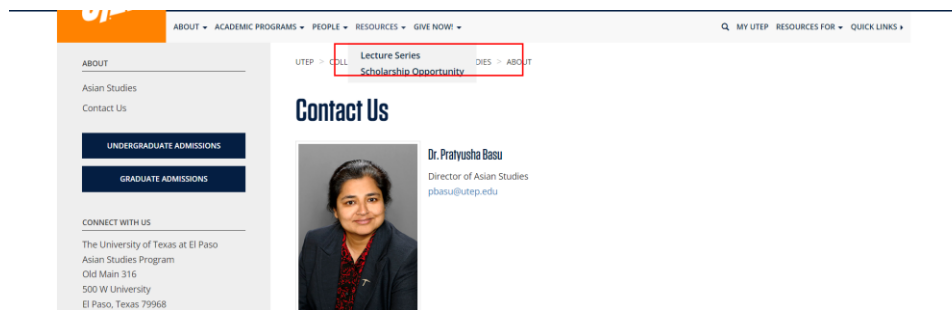 ABOUT ACADEMIC PROGRAMS PEOPLE RESOURCES GIVE NOW! MY UTEP RESOURCES FOR QUICK LINKS
Lecture Series
Scholarship Opportunity
UTEP > COLL DIES > ABOUT
ABOUT
Asian Studies
Contact Us
UNDERGRADUATE ADMISSIONS
GRADUATE ADMISSIONS
CONNECT WITH US
The University of Texas at El Paso
Asian Studies Program
Old Main 316
500 W University
El Paso, Texas 79968
Contact Us
Dr. Pratyusha Basu
Director of Asian Studies
pbasu@utep.edu